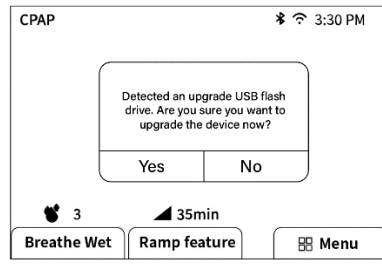 CPAP 3:30 PM
Detected an upgrade USB flash
drive. Are you sure you want to
upgrade the device now?
Yes No
3 35min
Breathe Wet Ramp feature Menu